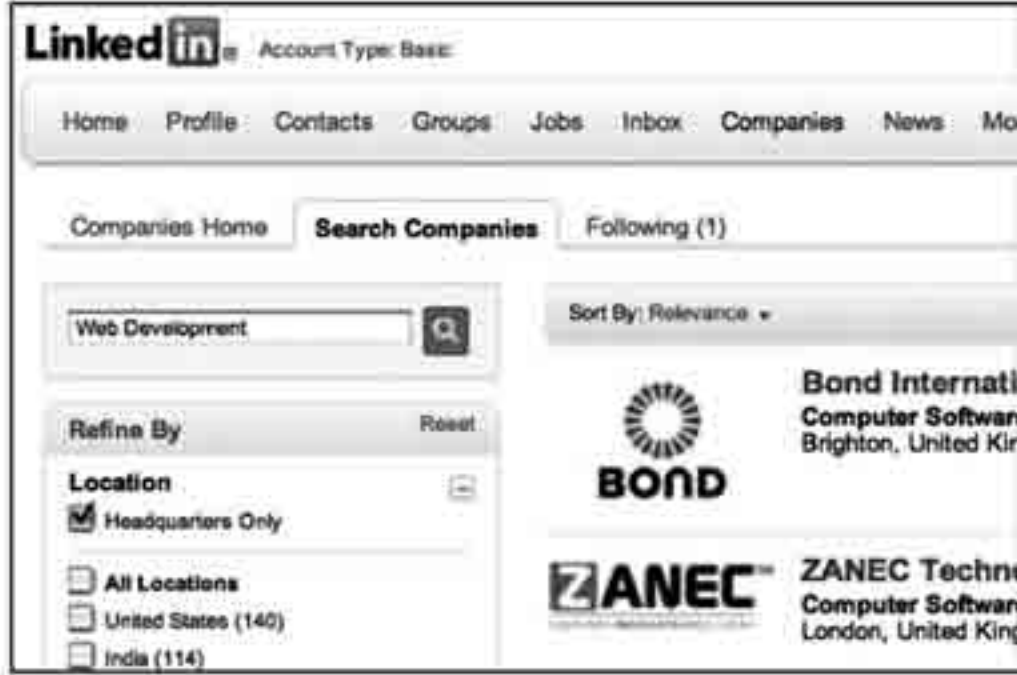 Linked in® Account Type: Basic
Home Profile Contacts Groups Jobs Inbox Companies News Mo
Companies Home Search Companies Following (1)
Web Development
Sort By: Relevance
Refine By Reset
Location
Headquarters Only
All Locations
United States (140)
India (114)
Bond Internati
Computer Softwar
Brighton, United Kin
BOND
ZANEC™
ZANEC Techno
Computer Softwar
London, United King